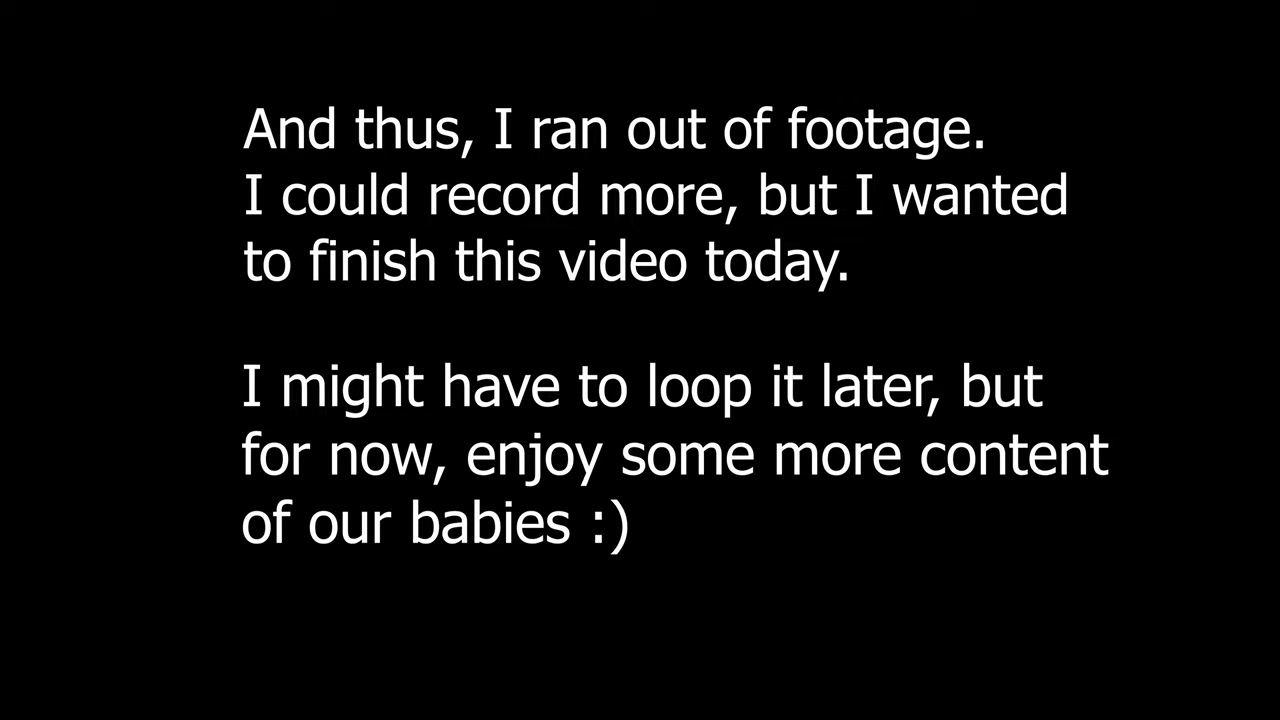 And thus, I ran out of footage.
I could record more, but I wanted
to finish this video today.
I might have to loop it later, but
for now, enjoy some more content
of our babies :)